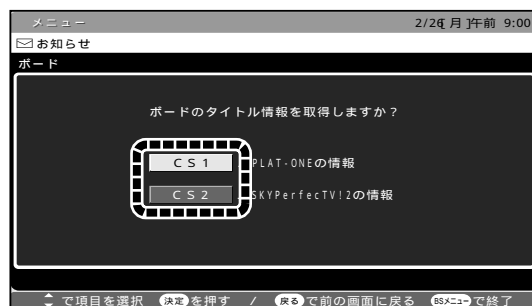 メニュー 2/26[月]午前 9:00
お知らせ
ボード
ボードのタイトル情報を取得しますか？
CS1 PLAT-ONEの情報
CS2 SKYPerfecTV!2の情報
で項目を選択 決定を押す / 戻るで前の画面に戻る BSメニューで終了